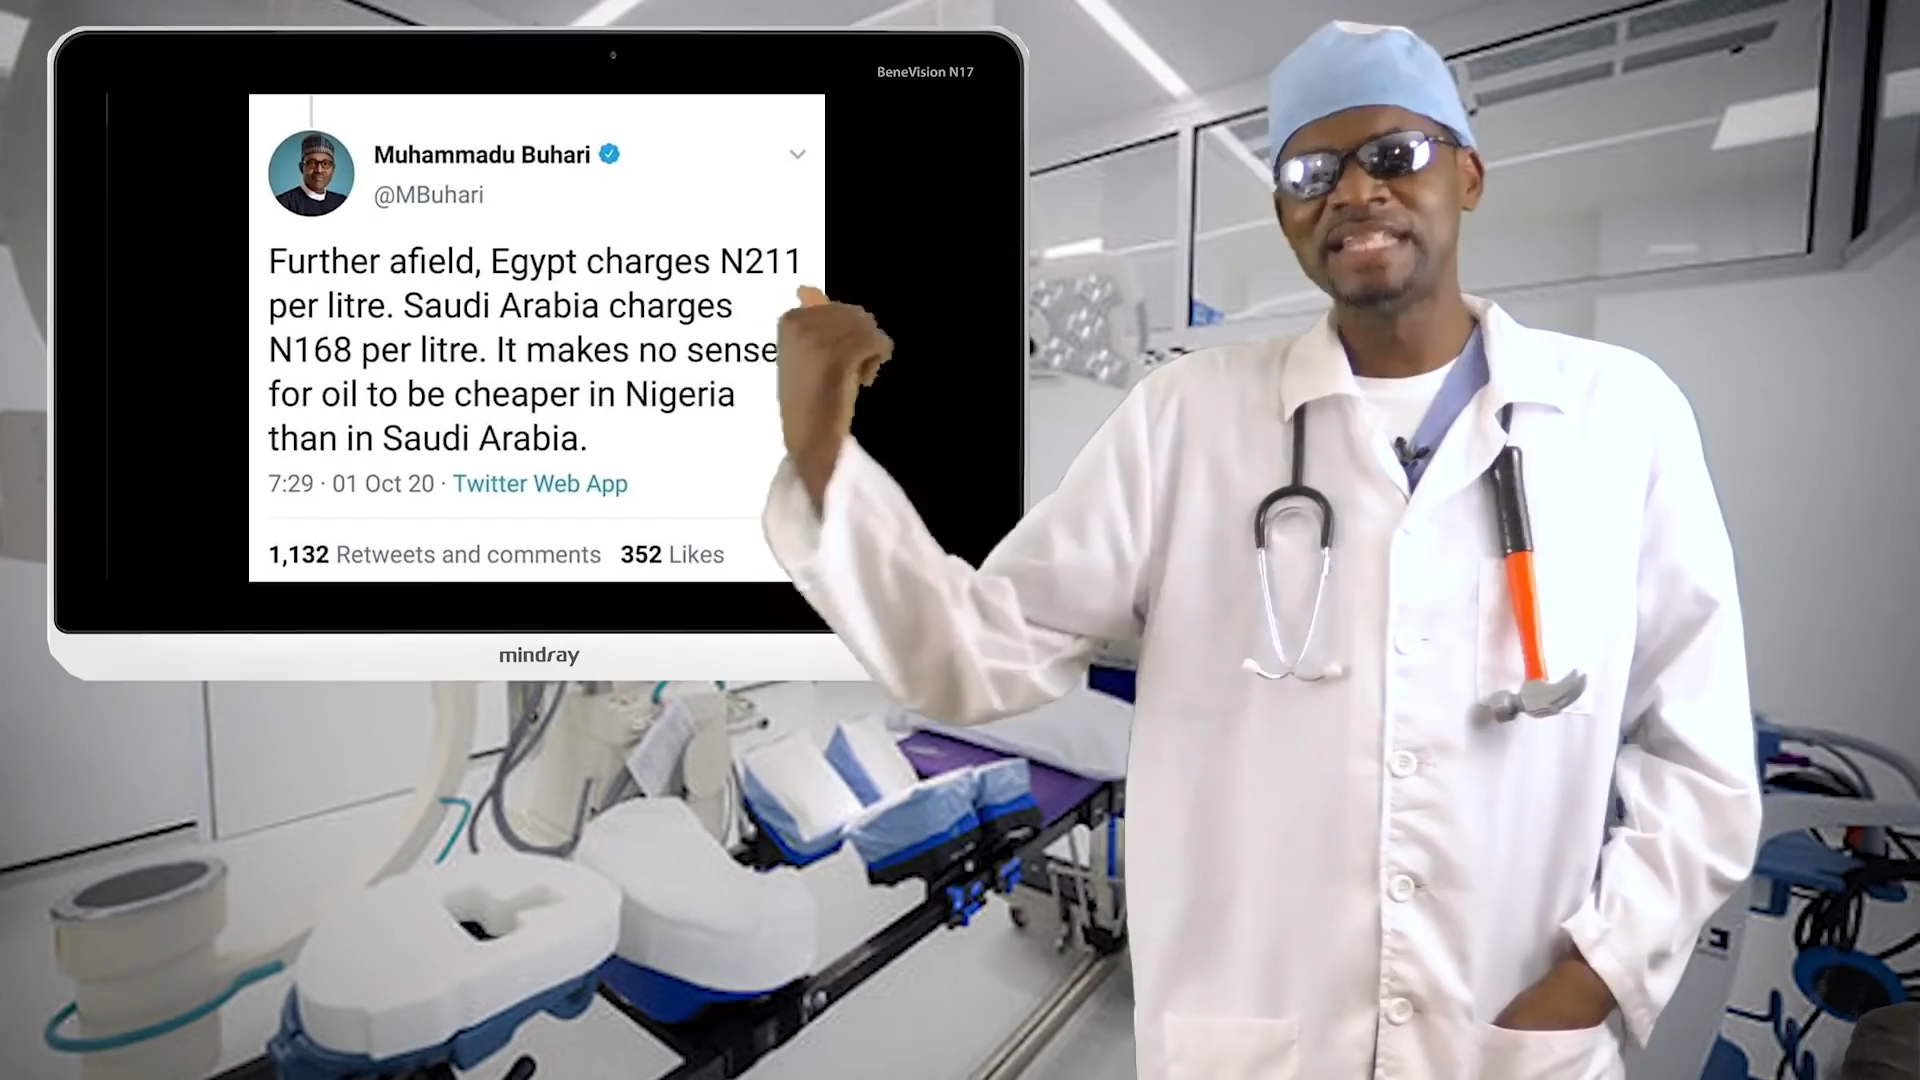 BeneVision N17
Muhammadu Buhari
@MBuhari
Further afield, Egypt charges N211
per litre. Saudi Arabia charges
N168 per litre. It makes no sense
for oil to be cheaper in Nigeria
than in Saudi Arabia.
7:29 · 01 Oct 20 · Twitter Web App
1,132 Retweets and comments 352 Likes
mindray